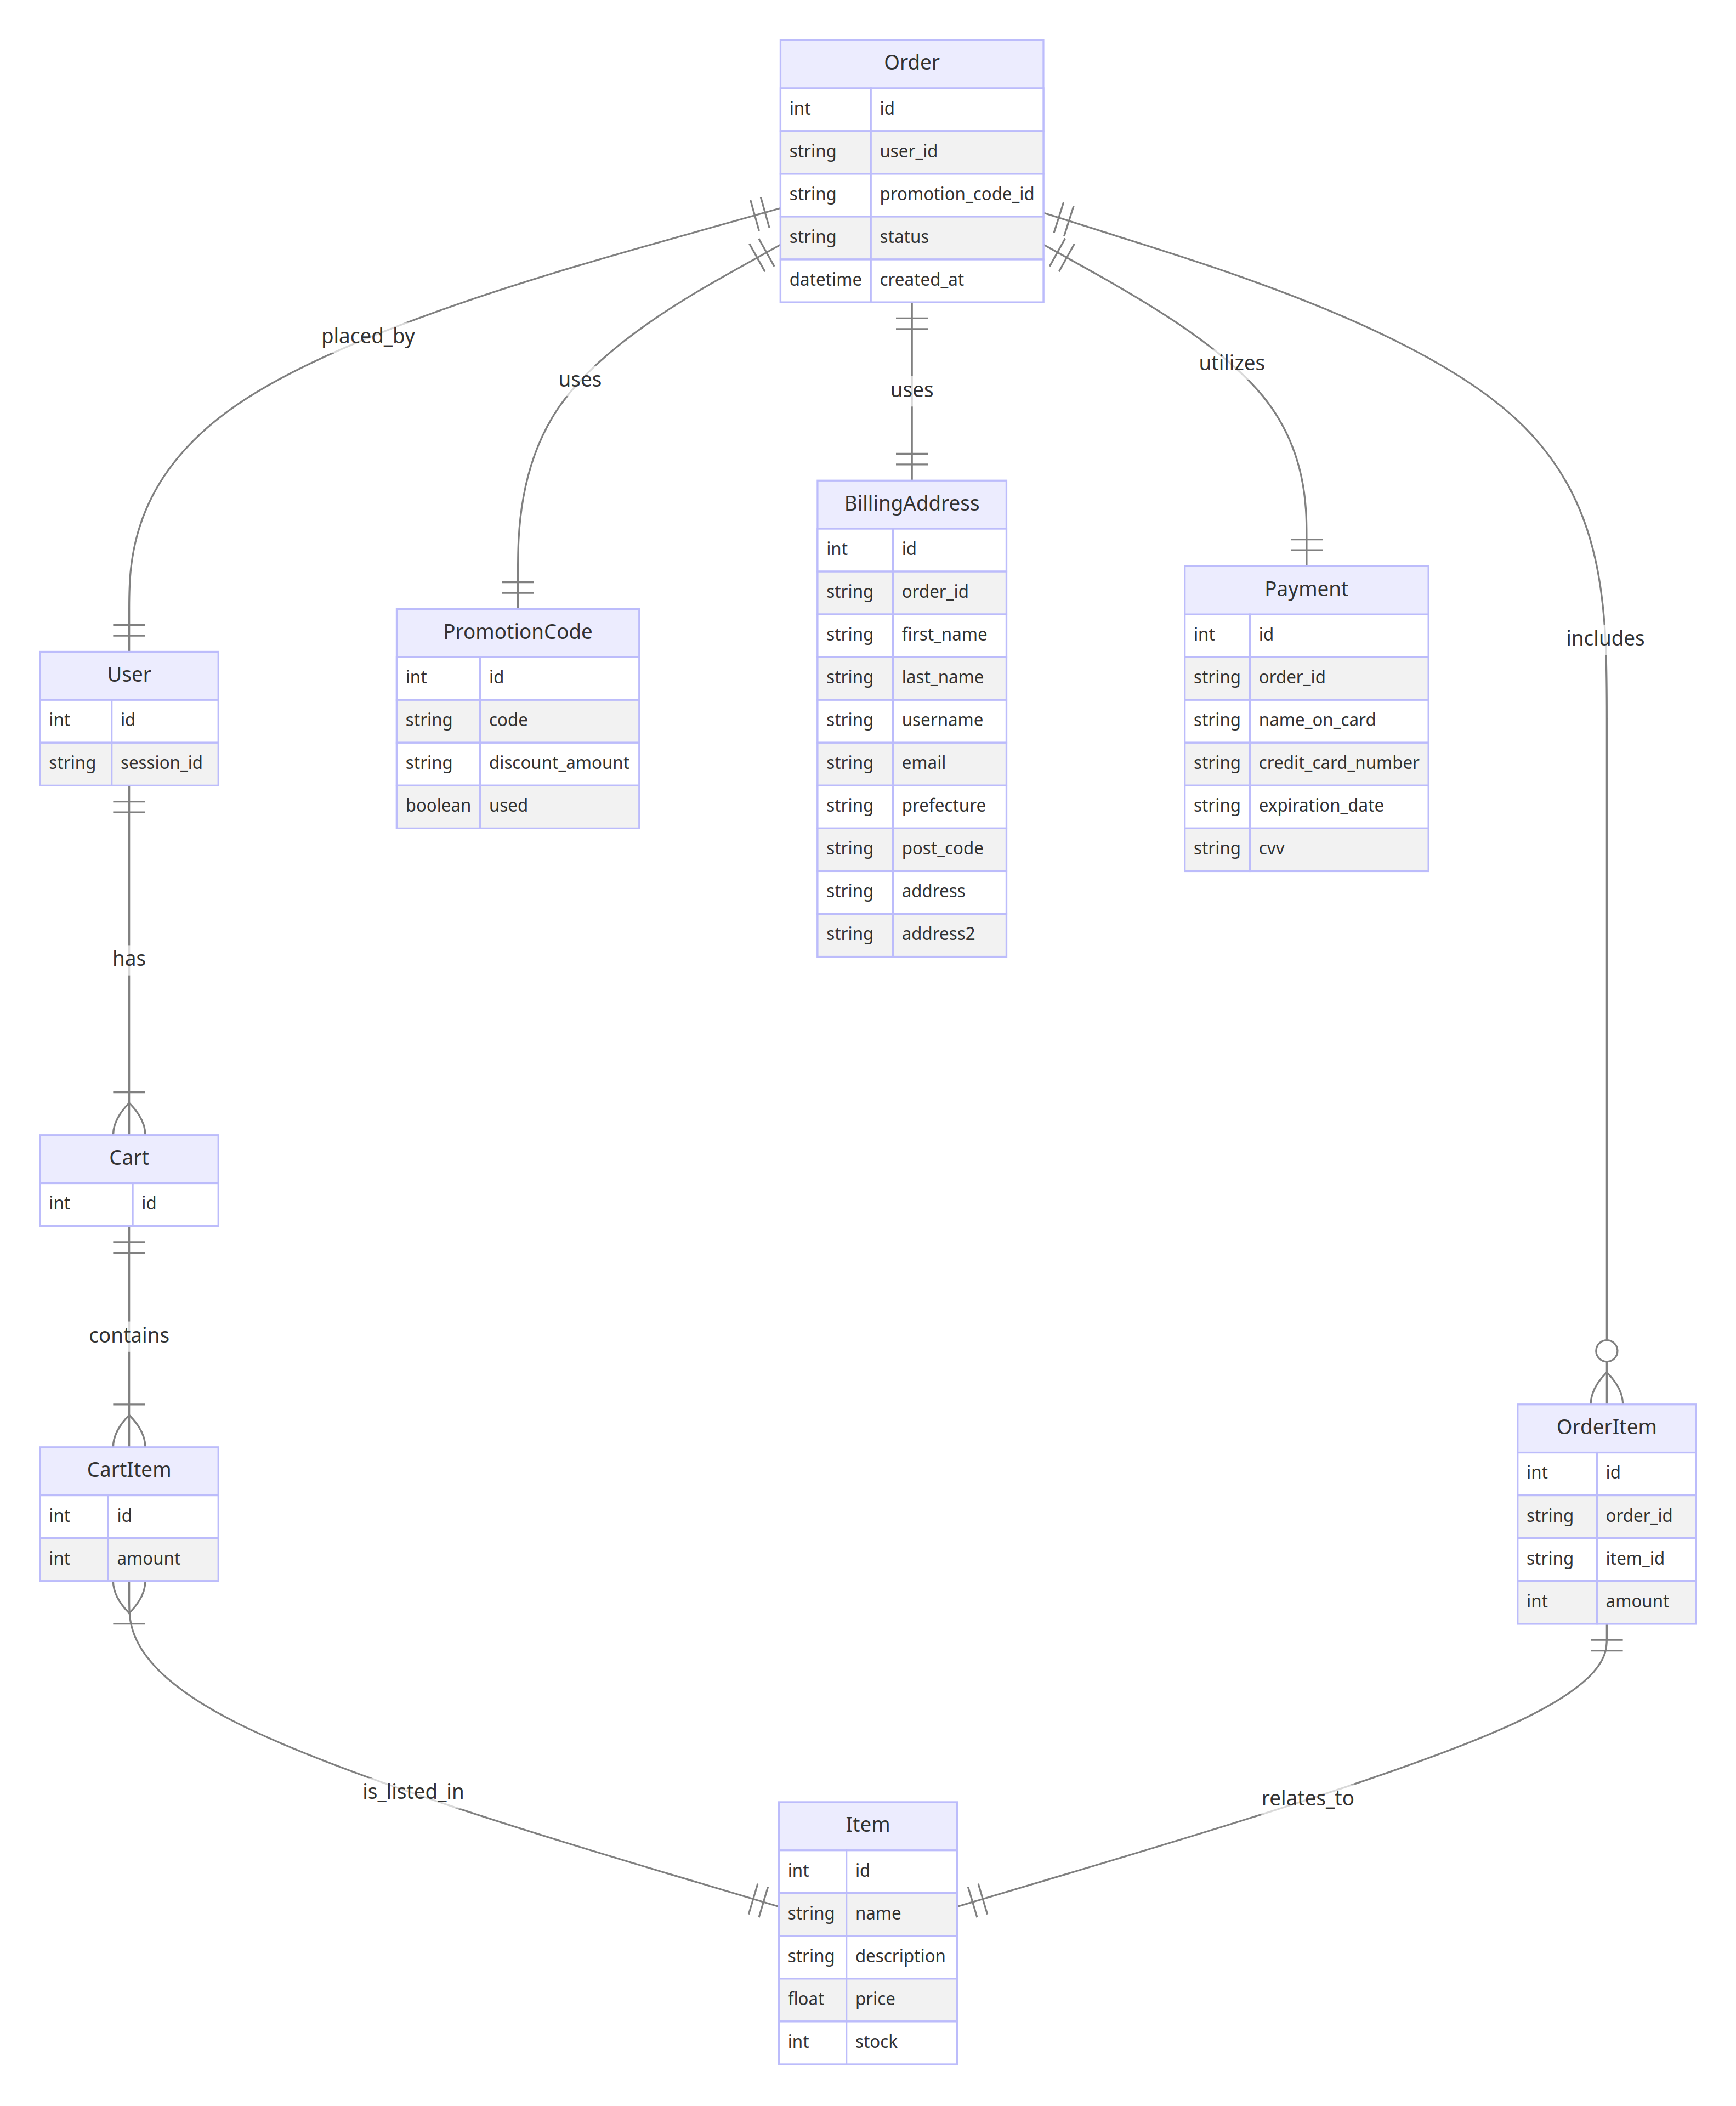 Order
int id
string user_id
string promotion_code_id
string status
datetime created_at
placed_by
uses
uses
utilizes
includes
User
int id
string session_id
PromotionCode
int id
string code
string discount_amount
boolean used
BillingAddress
int id
string order_id
string first_name
string last_name
string username
string email
string prefecture
string post_code
string address
string address2
Payment
int id
string order_id
string name_on_card
string credit_card_number
string expiration_date
string cvv
has
Cart
int id
contains
CartItem
int id
int amount
OrderItem
int id
string order_id
string item_id
int amount
is_listed_in
relates_to
Item
int id
string name
string description
float price
int stock